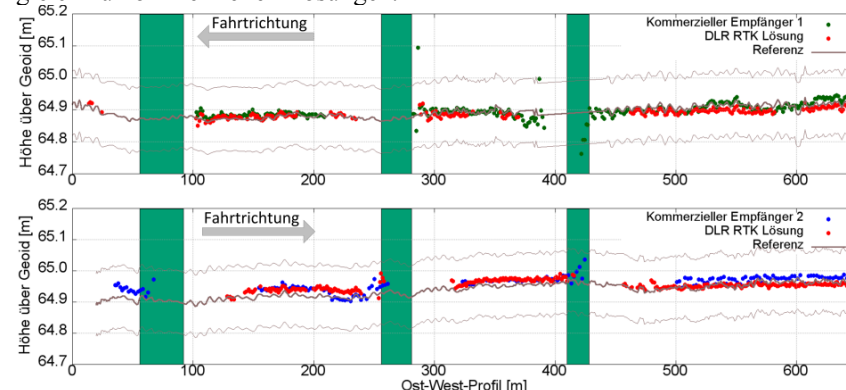 65.2
65.1
65.0
64.9
64.8
64.7
Höhe über Geoid [m]
Fahrtrichtung
Kommerzieller Empfänger 1
DLR RTK Lösung
Referenz
0 100 200 300 400 500 600
65.2
65.1
65.0
64.9
64.8
64.7
Höhe über Geoid [m]
Fahrtrichtung
Kommerzieller Empfänger 2
DLR RTK Lösung
Referenz
0 100 200 300 400 500 600
Ost-West-Profil [m]